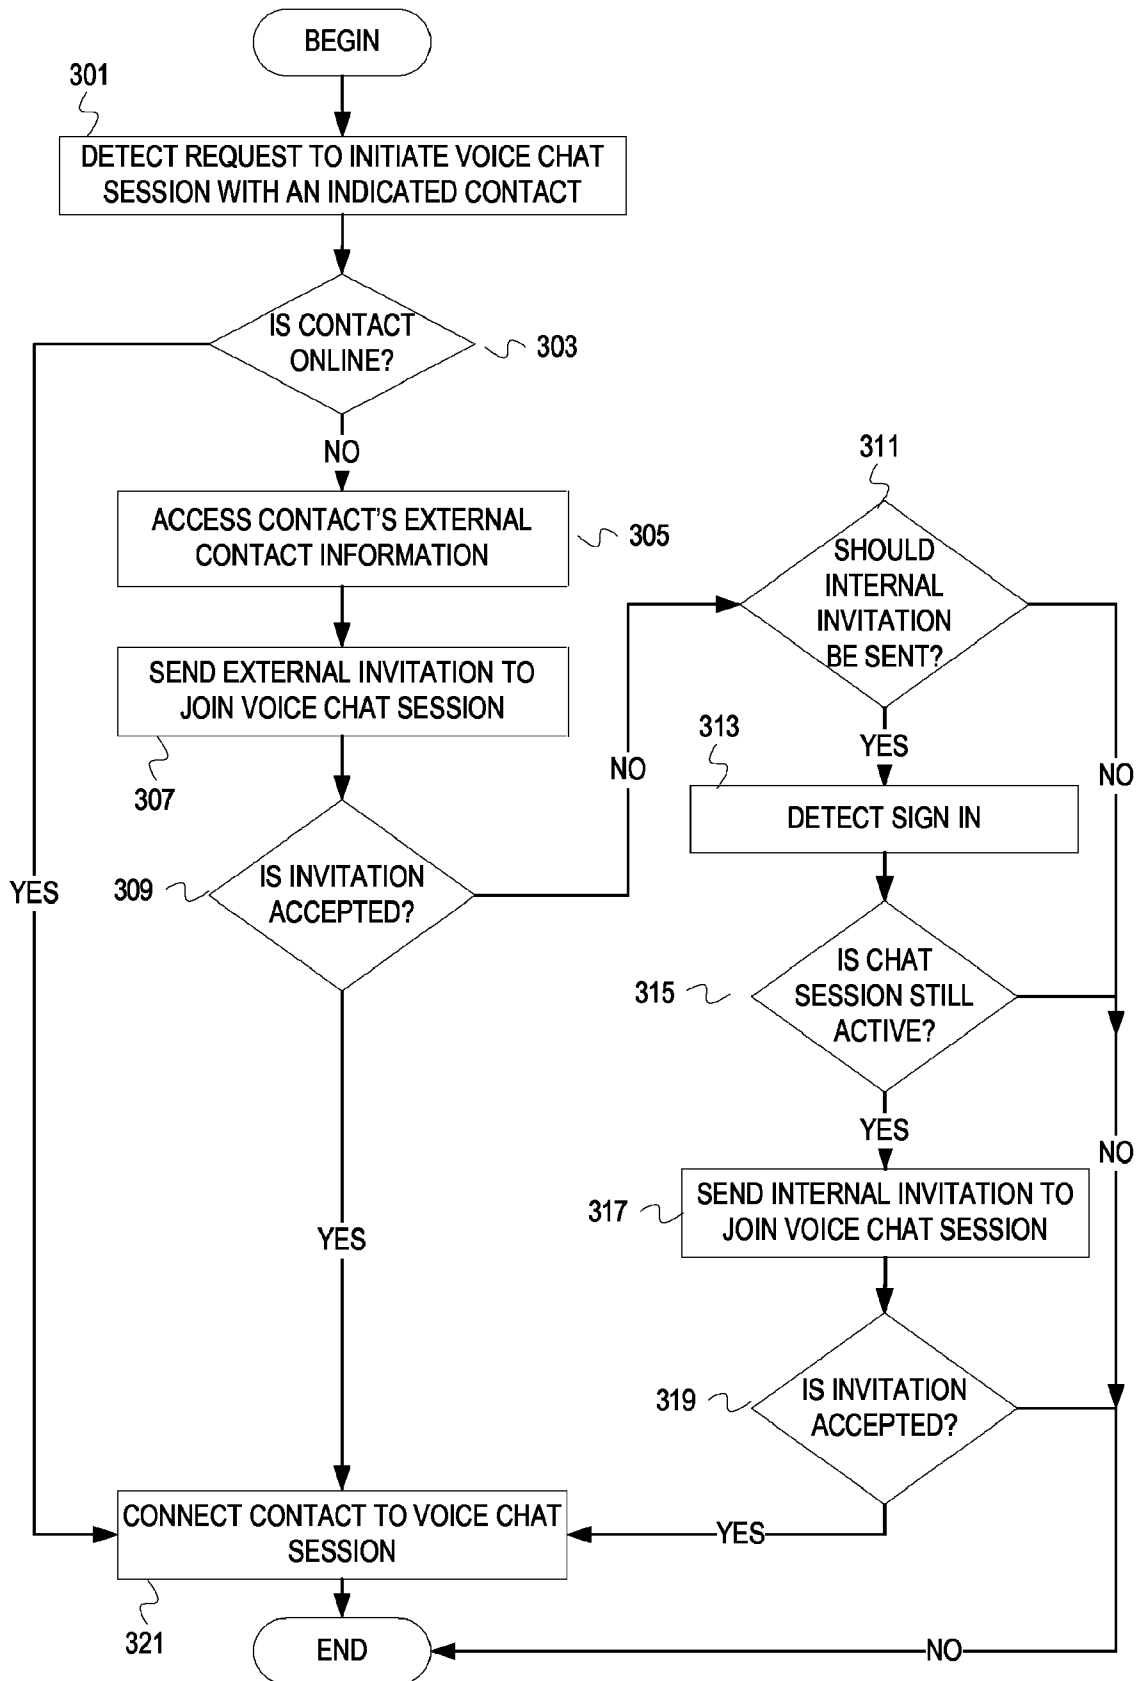 BEGIN
301
DETECT REQUEST TO INITIATE VOICE CHAT
SESSION WITH AN INDICATED CONTACT
IS CONTACT
ONLINE?
303
NO
ACCESS CONTACT'S EXTERNAL
CONTACT INFORMATION
305
SEND EXTERNAL INVITATION TO
JOIN VOICE CHAT SESSION
307
309
IS INVITATION
ACCEPTED?
YES
NO
YES
311
SHOULD
INTERNAL
INVITATION
BE SENT?
YES
NO
313
DETECT SIGN IN
315
IS CHAT
SESSION STILL
ACTIVE?
YES
NO
317
SEND INTERNAL INVITATION TO
JOIN VOICE CHAT SESSION
319
IS INVITATION
ACCEPTED?
YES
CONNECT CONTACT TO VOICE CHAT
SESSION
321
END
NO